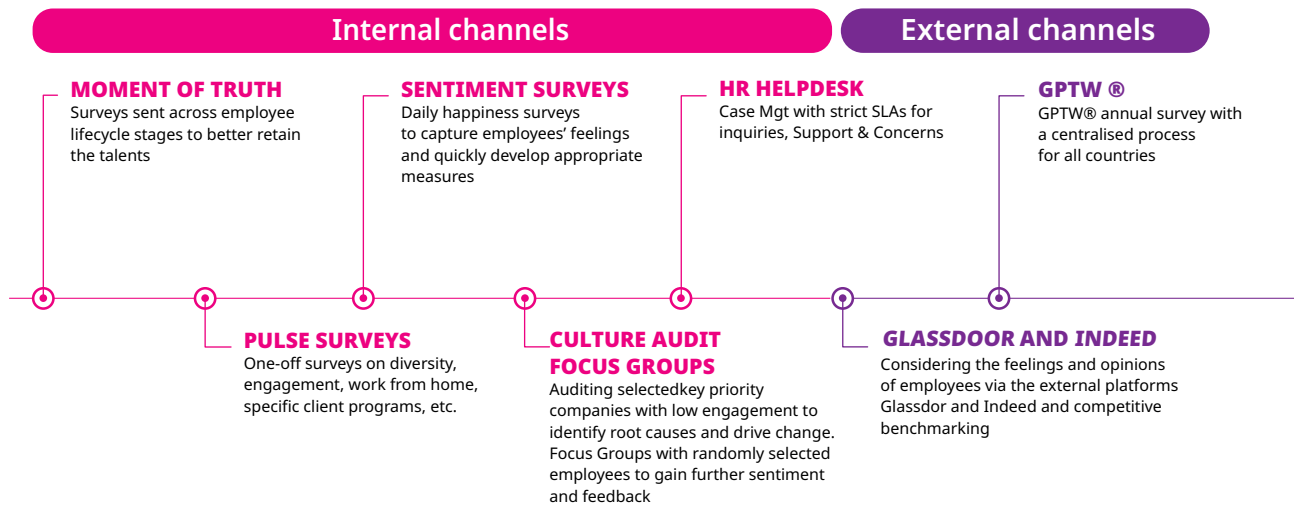 Internal channels
External channels
MOMENT OF TRUTH
Surveys sent across employee
lifecycle stages to better retain
the talents
SENTIMENT SURVEYS
Daily happiness surveys
to capture employees’ feelings
and quickly develop appropriate
measures
HR HELPDESK
Case Mgt with strict SLAs for
inquiries, Support & Concerns
GPTW ®
GPTW® annual survey with
a centralised process
for all countries
PULSE SURVEYS
One-off surveys on diversity,
engagement, work from home,
specific client programs, etc.
CULTURE AUDIT
FOCUS GROUPS
Auditing selectedkey priority
companies with low engagement to
identify root causes and drive change.
Focus Groups with randomly selected
employees to gain further sentiment
and feedback
GLASSDOOR AND INDEED
Considering the feelings and opinions
of employees via the external platforms
Glassdor and Indeed and competitive
benchmarking